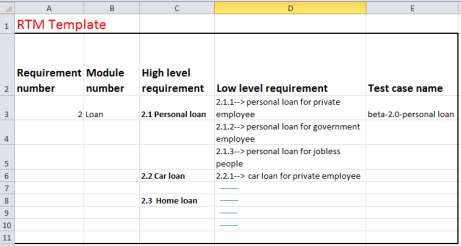 A B C D E
1 RTM Template
Requirement Module High level
2 number number requirement Low level requirement Test case name
2.1.1--> personal loan for private
3 2 Loan 2.1 Personal loan employee beta-2.0-personal loan
2.1.2--> personal loan for government
4 employee
2.1.3--> personal loan for jobless
5 people
6 2.2 Car loan 2.2.1--> car loan for private employee
7
8 2.3 Home loan
9
10
11